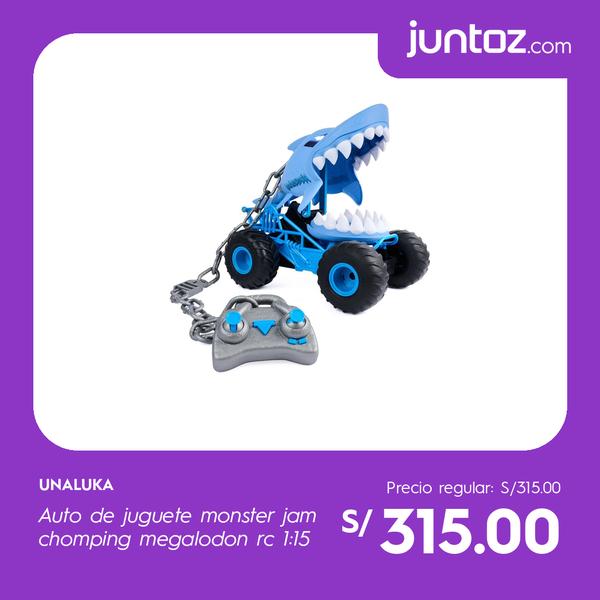 juntoz.com
UNALUKA
Auto de juguete monster jam
chomping megalodon rc 1:15
Precio regular: S/315.00
S/ 315.00